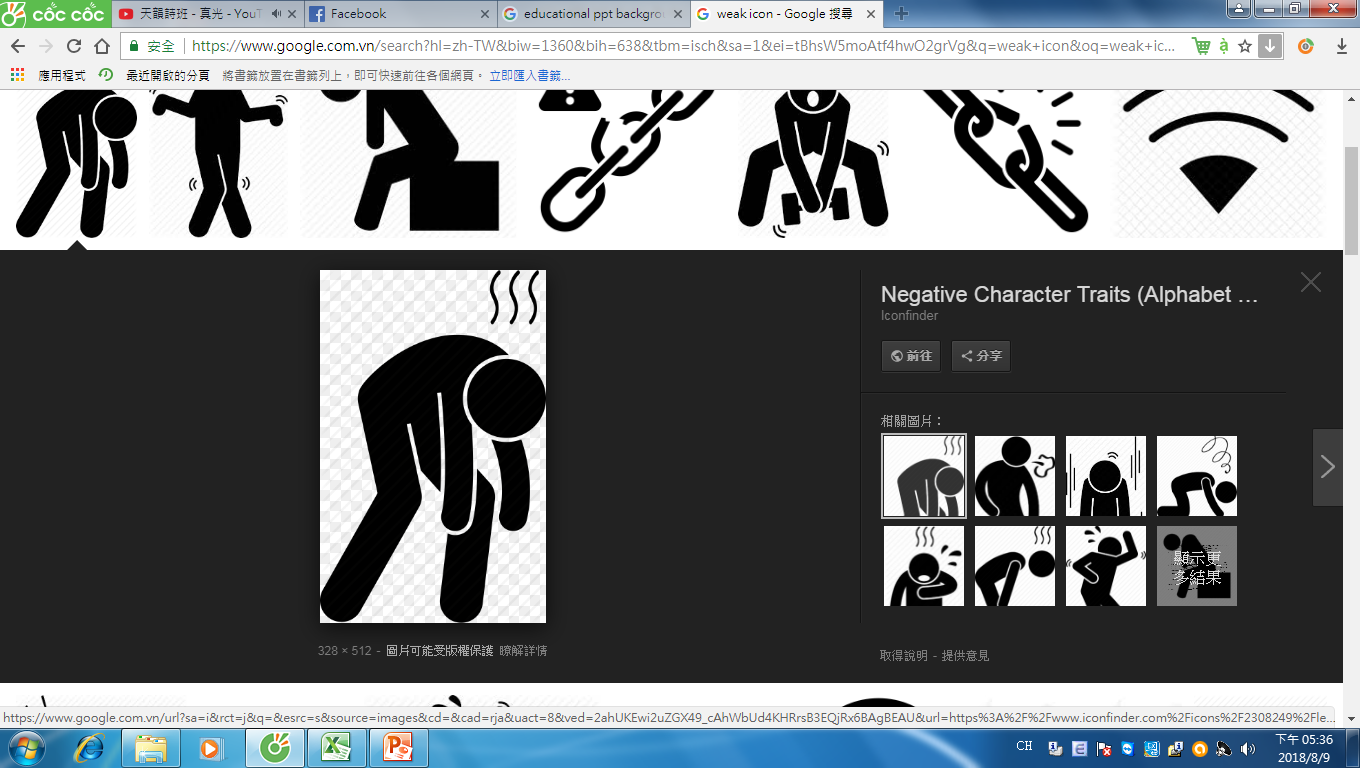 cốc cốc
天韻詩班 - 真光 - YouT
Facebook
educational ppt backgrou
weak icon - Google 搜尋
安全
https://www.google.com.vn/search?hl=zh-TW&biw=1360&bih=638&tbm=isch&sa=1&ei=tBhsW5moAtf4hwO2grVg&q=weak+icon&oq=weak+ic...
應用程式
最近開啟的分頁
將書籤放置在書籤列上，即可快速前往各個網頁。
立即匯入書籤...
Negative Character Traits (Alphabet …
Iconfinder
前往
分享
相關圖片：
顯示更
多結果
328 × 512 - 圖片可能受版權保護 瞭解詳情
取得說明 - 提供意見
https://www.google.com.vn/url?sa=i&rct=j&q=&esrc=s&source=images&cd=&cad=rja&uact=8&ved=2ahUKEwi2uZGX49_cAhWbUd4KHRrsB3EQjRx6BAgBEAU&url=https%3A%2F%2Fwww.iconfinder.com%2Ficons%2F2308249%2Fle...
CH
下午 05:36
2018/8/9